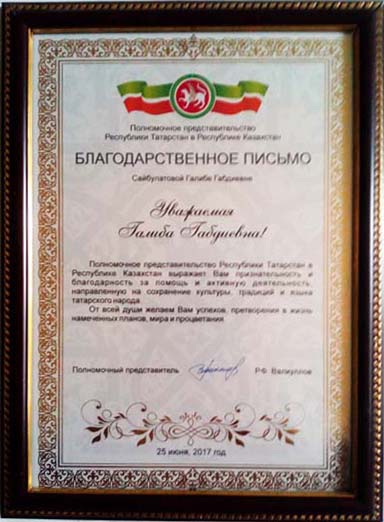 Полномочное представительство
Республики Татарстан в Республике Казахстан
БЛАГОДАРСТВЕННОЕ ПИСЬМО
Сайбулатовой Галибе Габдиевне
Уважаемая
Галиба Габдиевна!
Полномочное представительство Республики Татарстан в
Республике Казахстан выражает Вам признательность и
благодарность за помощь и активную деятельность,
направленную на сохранение культуры, традиций и языка
татарского народа.
От всей души желаем Вам успехов, претворения в жизнь
намеченных планов, мира и процветания.
Полномочный представитель Р.Ф. Валиуллов
25 июня, 2017 год